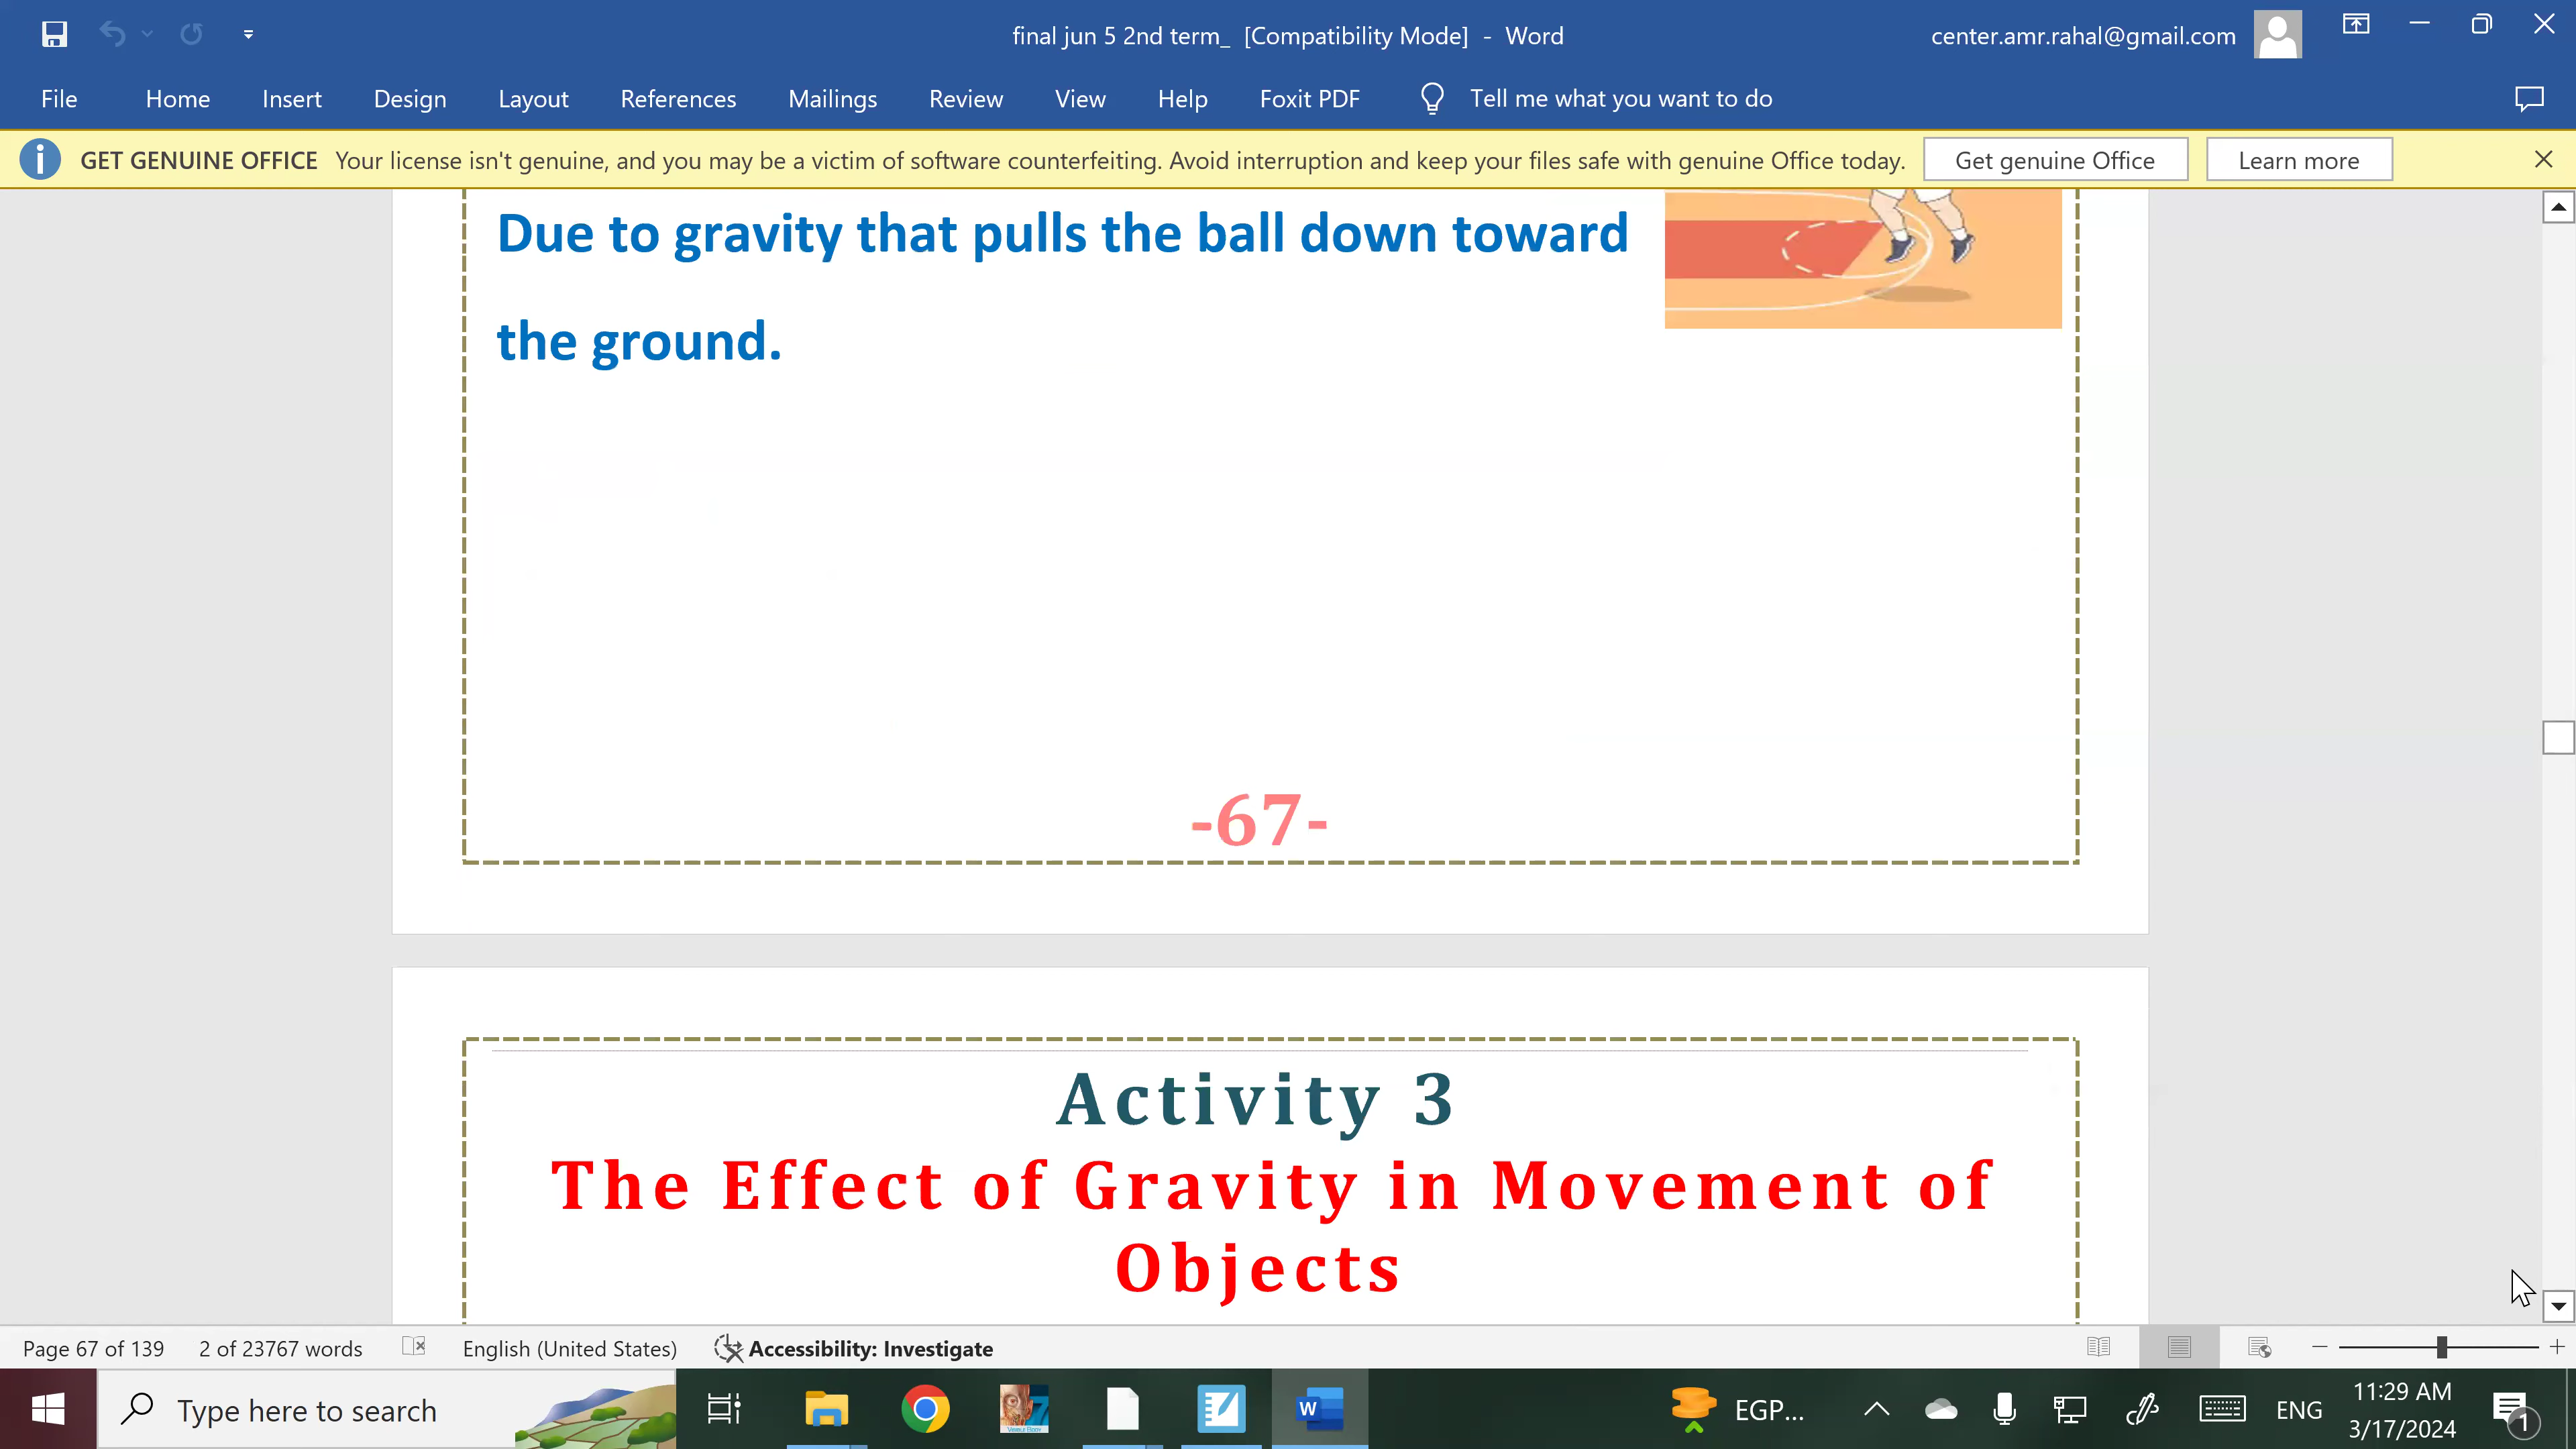 final jun 5 2nd term_ [Compatibility Mode] - Word
center.amr.rahal@gmail.com
File Home Insert Design Layout References Mailings Review View Help Foxit PDF Tell me what you want to do
GET GENUINE OFFICE Your license isn't genuine, and you may be a victim of software counterfeiting. Avoid interruption and keep your files safe with genuine Office today. Get genuine Office Learn more
Due to gravity that pulls the ball down toward
the ground.
-67-
Activity 3
The Effect of Gravity in Movement of
Objects
Page 67 of 139 2 of 23767 words English (United States) Accessibility: Investigate
Type here to search
W
EGP...
ENG
11:29 AM
3/17/2024
1